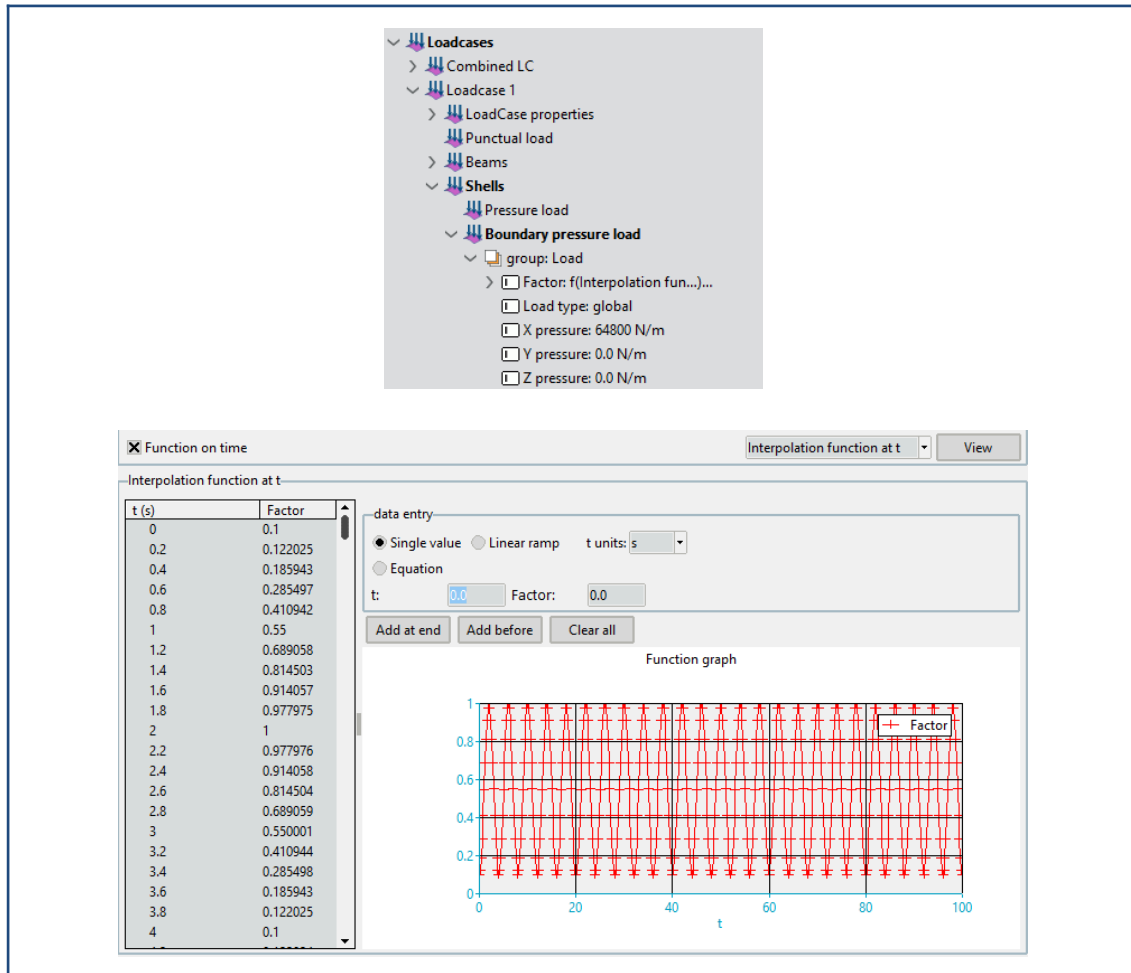 Loadcases
Combined LC
Loadcase 1
LoadCase properties
Punctual load
Beams
Shells
Pressure load
Boundary pressure load
group: Load
Factor: f(Interpolation fun...)...
Load type: global
X pressure: 64800 N/m
Y pressure: 0.0 N/m
Z pressure: 0.0 N/m
Function on time Interpolation function at t View
Interpolation function at t
t (s) Factor
0 0.1
0.2 0.122025
0.4 0.185943
0.6 0.285497
0.8 0.410942
1 0.55
1.2 0.689058
1.4 0.814503
1.6 0.914057
1.8 0.977975
2 1
2.2 0.977976
2.4 0.914058
2.6 0.814504
2.8 0.689059
3 0.550001
3.2 0.410944
3.4 0.285498
3.6 0.185943
3.8 0.122025
4 0.1
data entry
Single value Linear ramp t units: s
Equation
t: 0.0 Factor: 0.0
Add at end Add before Clear all
Function graph
Factor
1
0.8
0.6
0.4
0.2
0
0 20 40 60 80 100
t